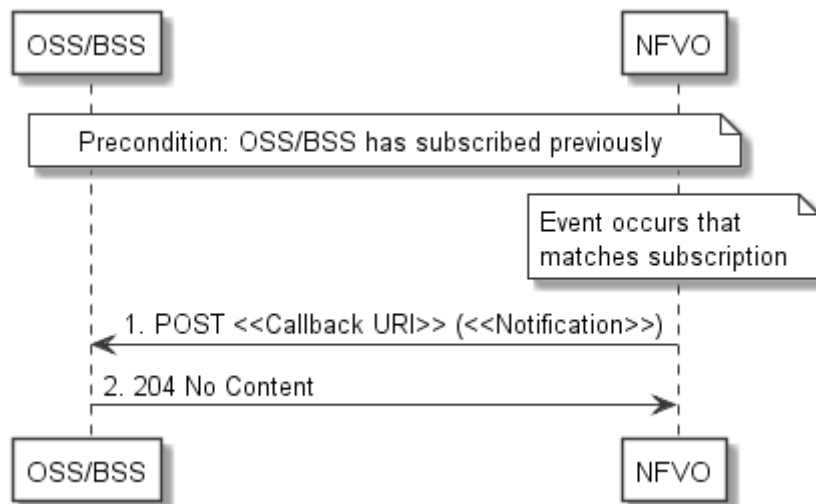 OSS/BSS
NFVO
Precondition: OSS/BSS has subscribed previously
Event occurs that
matches subscription
1. POST <<Callback URI>> (<<Notification>>)
2. 204 No Content
OSS/BSS
NFVO